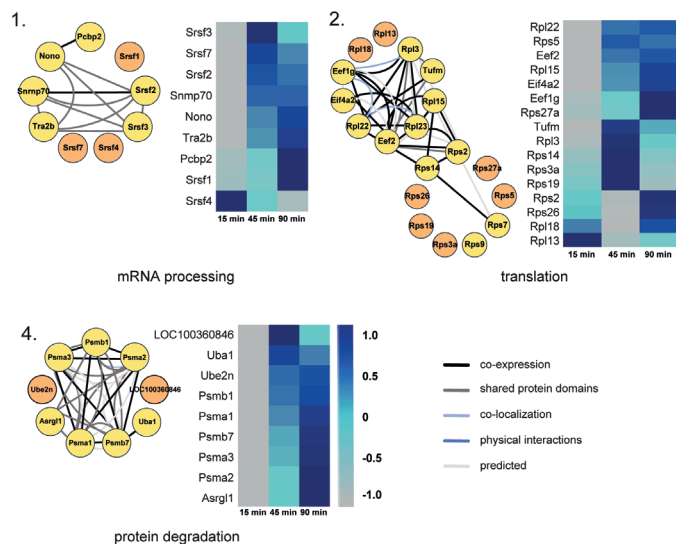 1.
Pcbp2
Nono
Srsf1
Snmp70
Srsf2
Tra2b
Srsf3
Srsf7
Srsf4
Srsf3
Srsf7
Srsf2
Snmp70
Nono
Tra2b
Pcbp2
Srsf1
Srsf4
15 min 45 min 90 min
mRNA processing
2.
Rpl13
Rpl18
Rpl3
Eef1g
Tufm
Eif4a2
Rpl15
Rpl22
Rpl23
Eef2
Rps2
Rps14
Rps27a
Rps26
Rps5
Rps19
Rps7
Rps3a
Rps9
Rpl22
Rps5
Eef2
Rpl15
Eif4a2
Eef1g
Rps27a
Tufm
Rpl3
Rps14
Rps3a
Rps19
Rps2
Rps26
Rpl18
Rpl13
15 min 45 min 90 min
translation
4.
Psmb1
Psma3
Psma2
Ube2n
LOC100360846
Asrgl1
Uba1
Psma1
Psmb7
LOC100360846
Uba1
Ube2n
Psmb1
Psma1
Psmb7
Psma3
Psma2
Asrgl1
15 min 45 min 90 min
protein degradation
1.0
0.5
0
-0.5
-1.0
co-expression
shared protein domains
co-localization
physical interactions
predicted